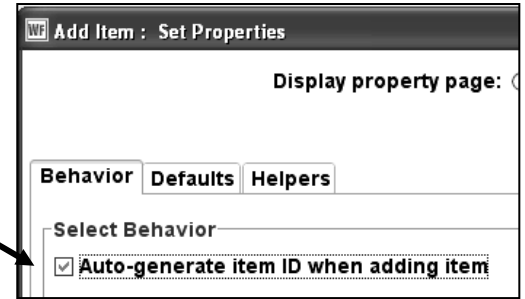 WF Add Item : Set Properties
Display property page:
Behavior Defaults Helpers
Select Behavior
Auto-generate item ID when adding item